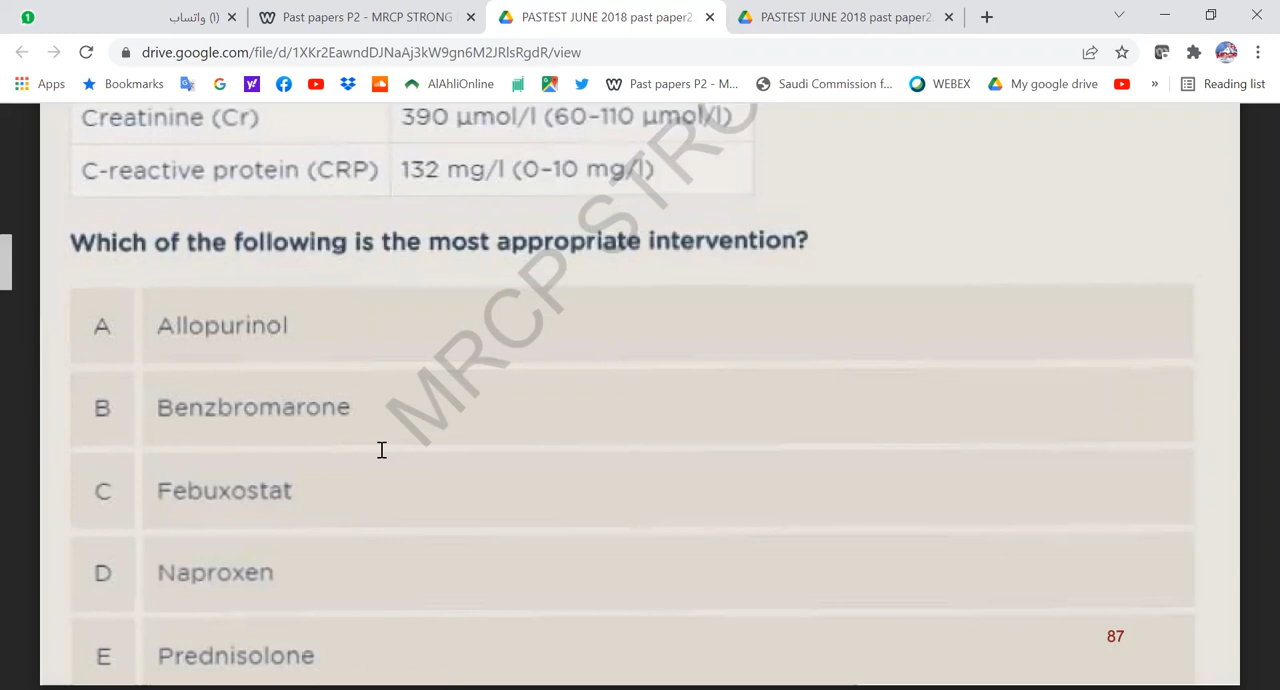 (1) واتساب
Past papers P2 - MRCP STRONG
PASTEST JUNE 2018 past paper2.
PASTEST JUNE 2018 past paper2.
drive.google.com/file/d/1XKr2EawndDJNaAj3kW9gn6M2JRlsRgdR/view
Apps
Bookmarks
AlAhliOnline
Past papers P2 - M...
Saudi Commission f...
WEBEX
My google drive
Reading list
Creatinine (Cr) 390 µmol/l (60–110 µmol/l)
C-reactive protein (CRP) 132 mg/l (0–10 mg/l)
Which of the following is the most appropriate intervention?
A Allopurinol
B Benzbromarone
C Febuxostat
D Naproxen
E Prednisolone
87
MRCP STRO